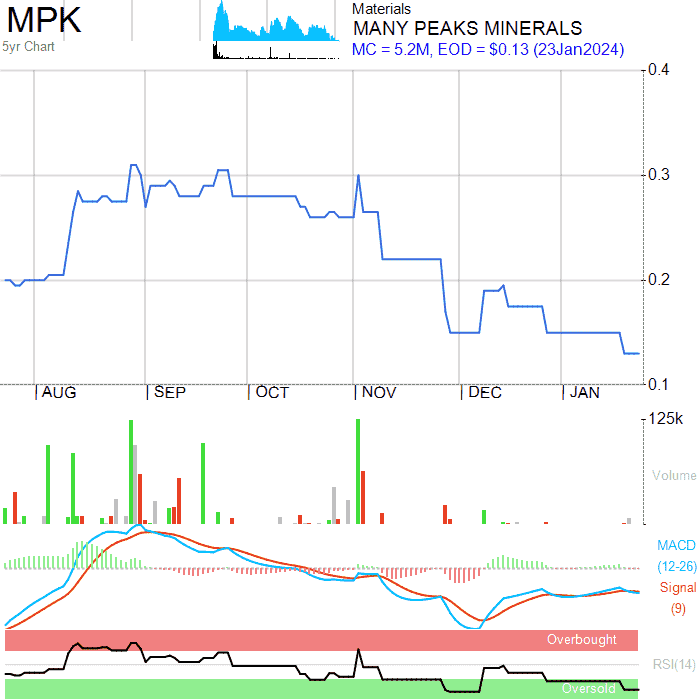 MPK
5yr Chart
Materials
MANY PEAKS MINERALS
MC = 5.2M, EOD = $0.13 (23Jan2024)
0.4
0.3
0.2
0.1
AUG SEP OCT NOV DEC JAN
125k
Volume
MACD
(12-26)
Signal
(9)
Overbought
RSI(14)
Oversold